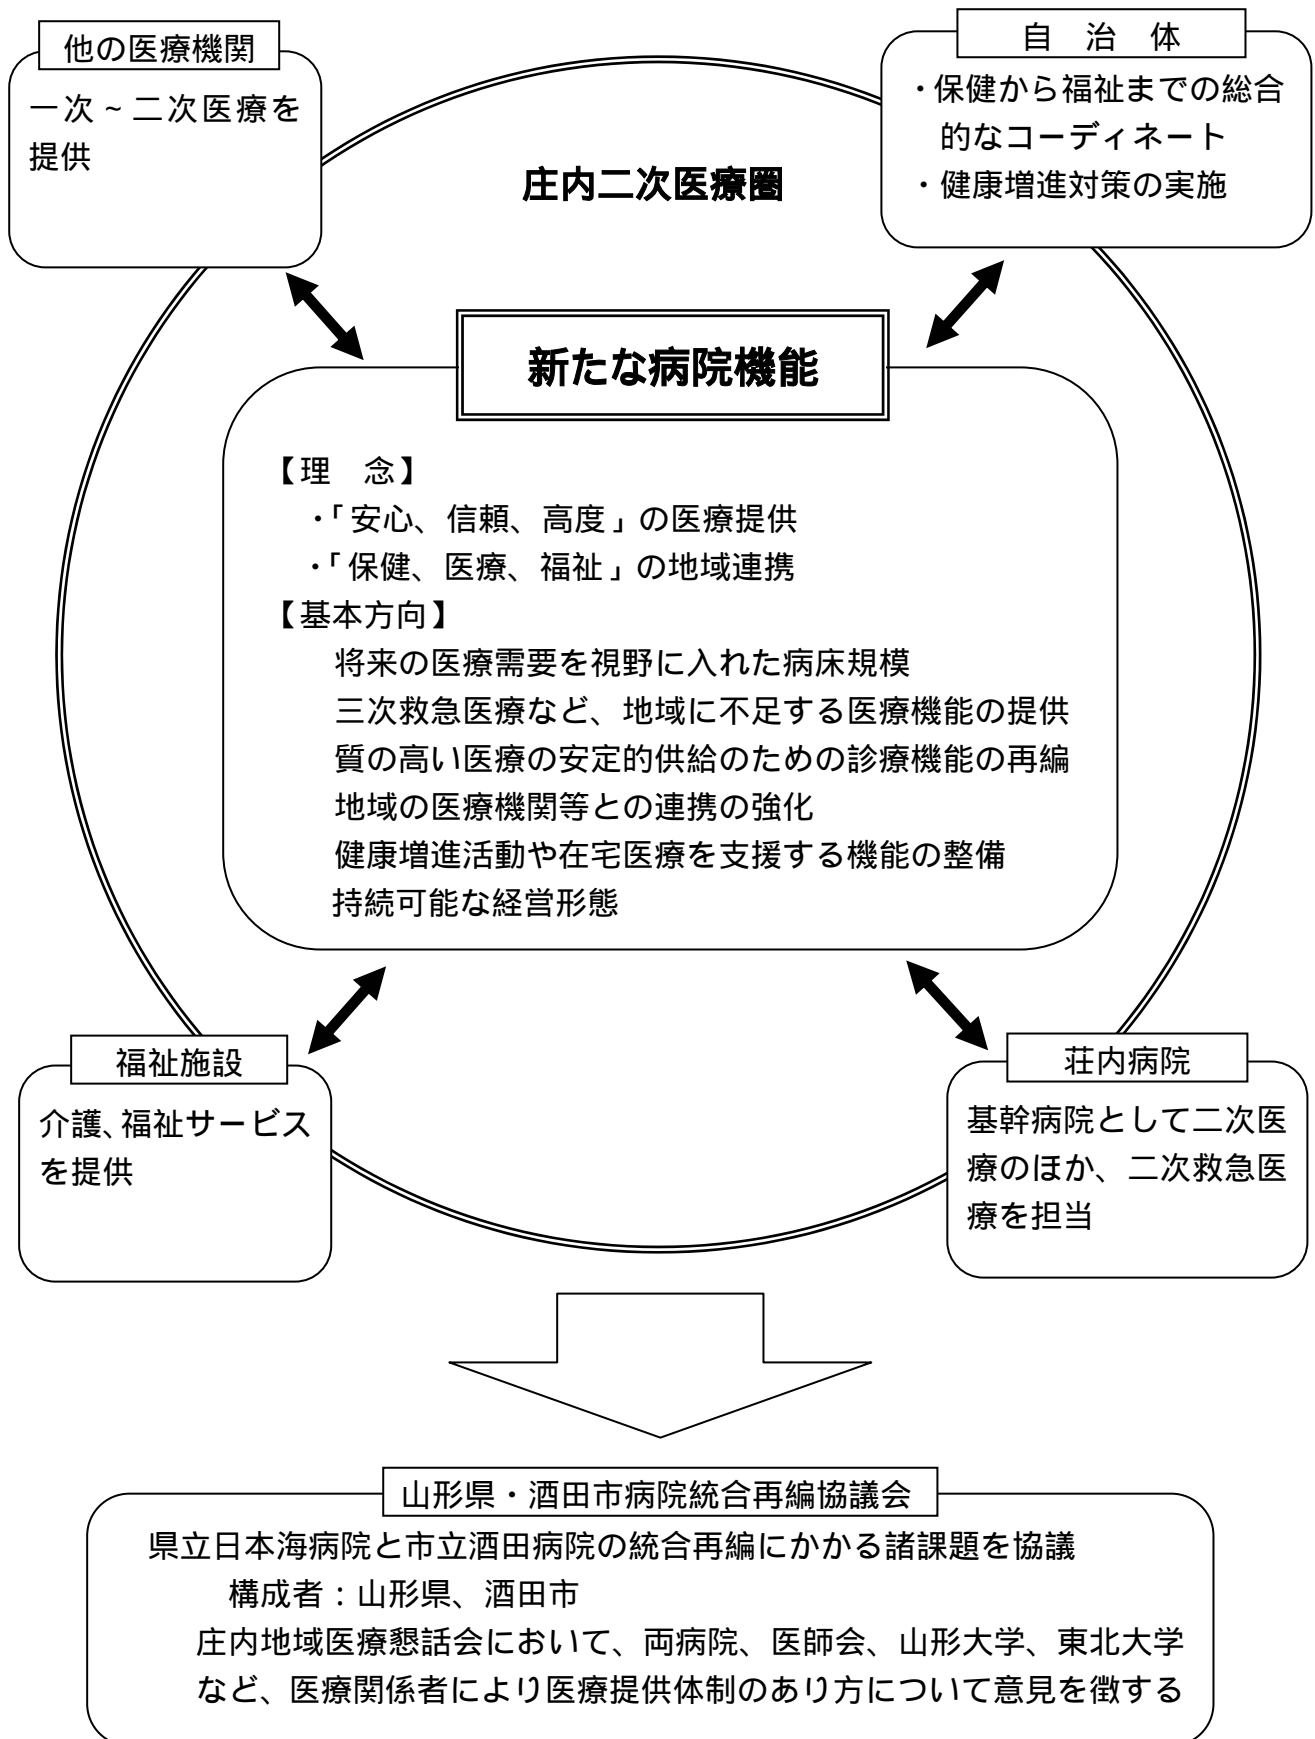 他の医療機関
一次~二次医療を
提供
自 治 体
・保健から福祉までの総合
的なコーディネート
・健康増進対策の実施
庄内二次医療圏
新たな病院機能
【理 念】
・「安心、信頼、高度」の医療提供
・「保健、医療、福祉」の地域連携
【基本方向】
将来の医療需要を視野に入れた病床規模
三次救急医療など、地域に不足する医療機能の提供
質の高い医療の安定的供給のための診療機能の再編
地域の医療機関等との連携の強化
健康増進活動や在宅医療を支援する機能の整備
持続可能な経営形態
福祉施設
介護、福祉サービス
を提供
荘内病院
基幹病院として二次医
療のほか、二次救急医
療を担当
山形県・酒田市病院統合再編協議会
県立日本海病院と市立酒田病院の統合再編にかかる諸課題を協議
構成者:山形県、酒田市
庄内地域医療懇話会において、両病院、医師会、山形大学、東北大学
など、医療関係者により医療提供体制のあり方について意見を徴する